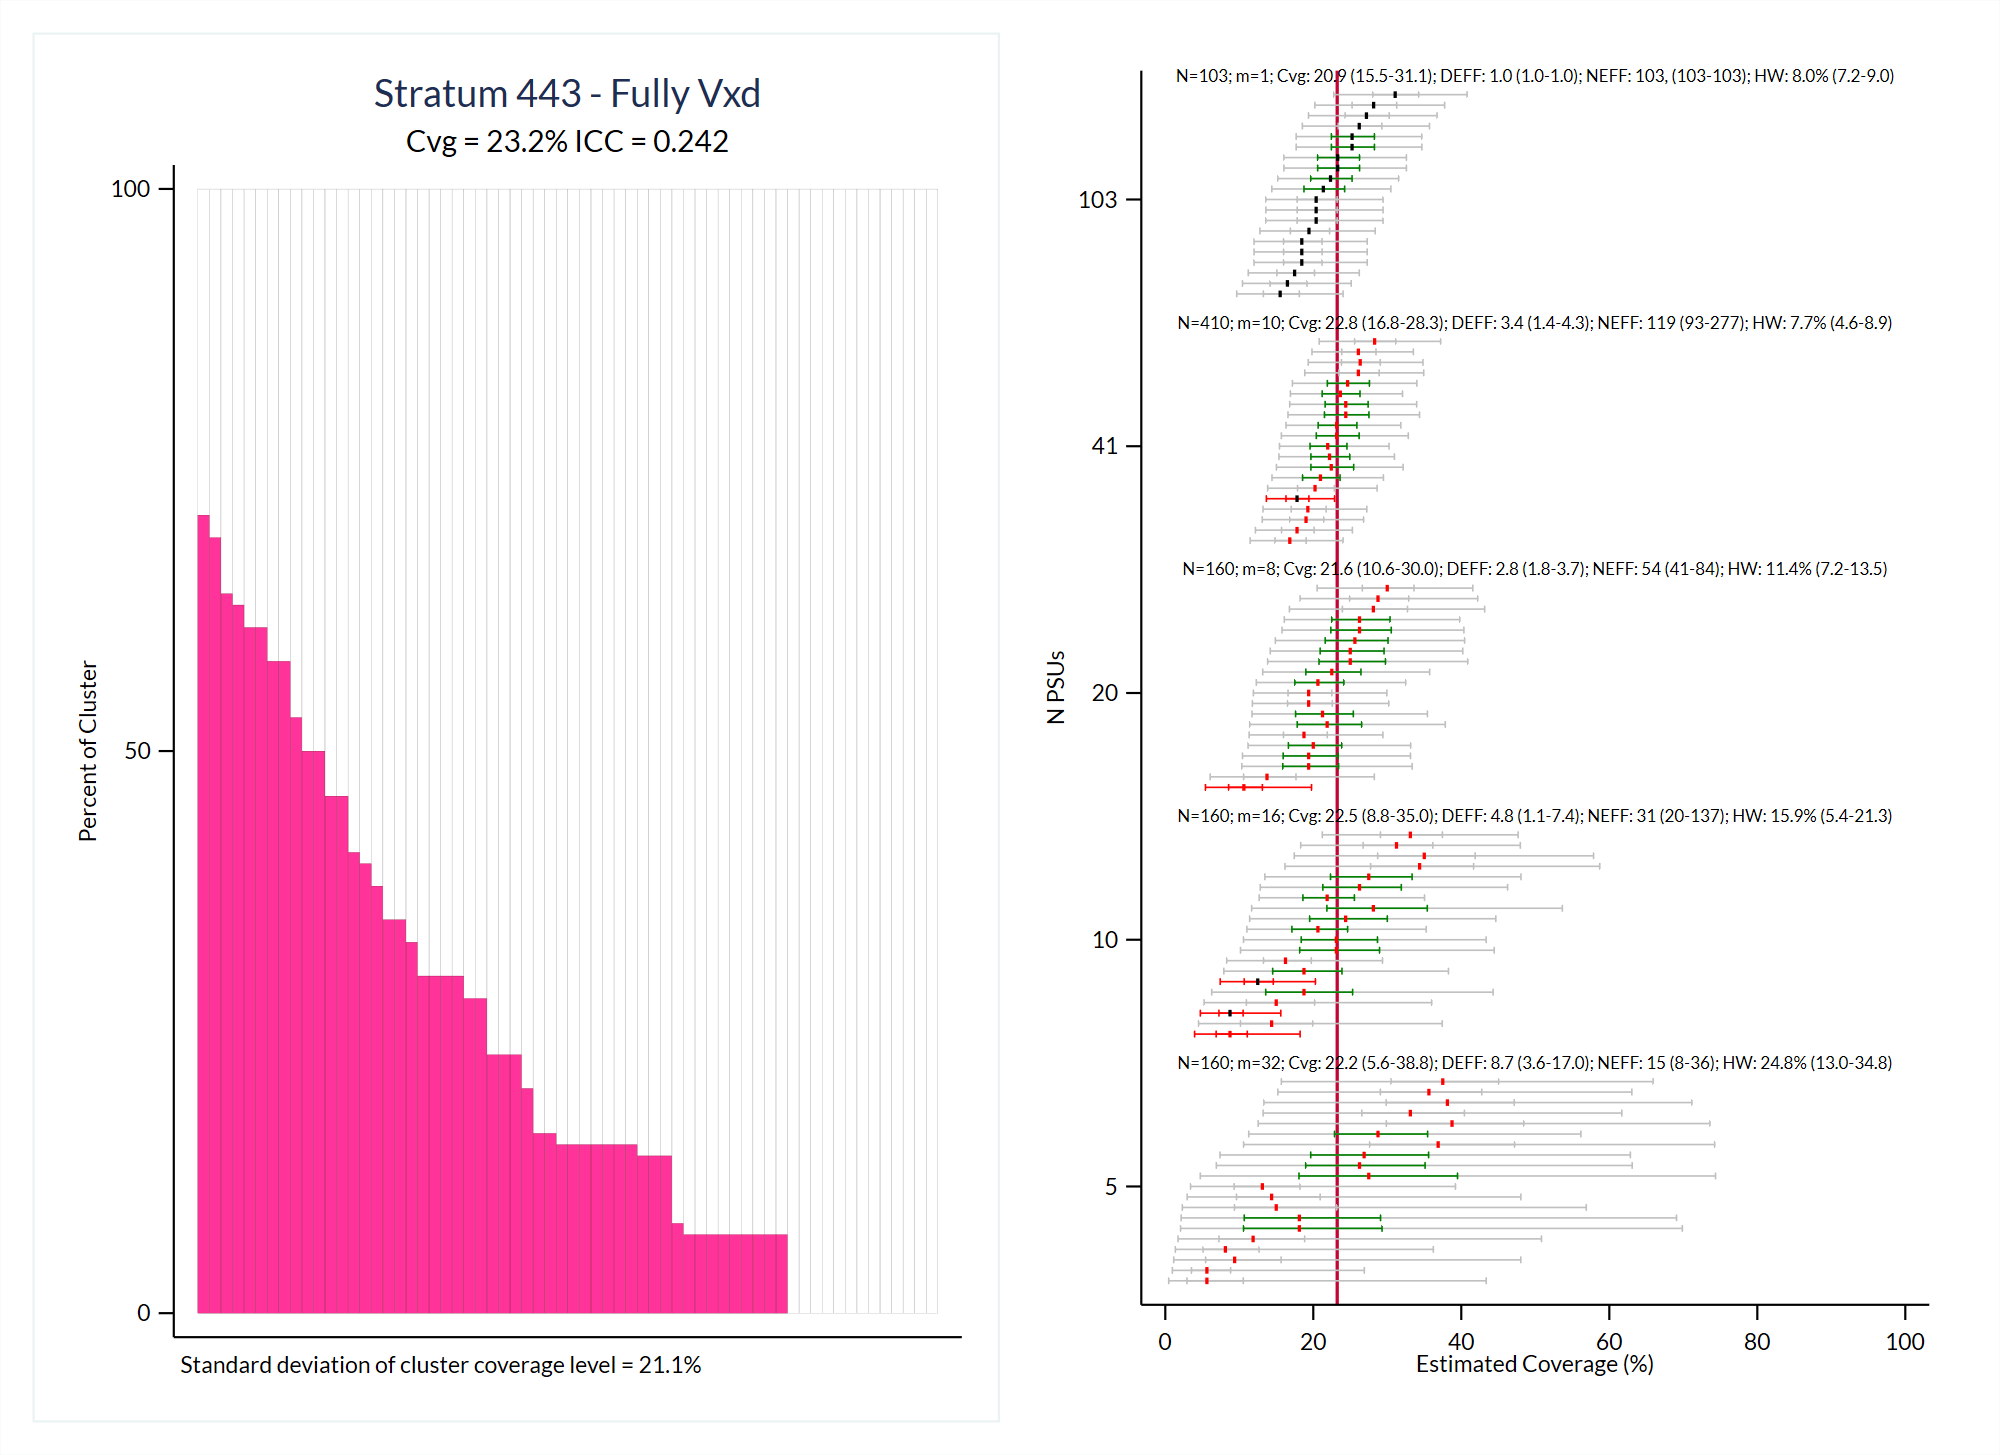 Stratum 443 - Fully Vxd
Cvg = 23.2% ICC = 0.242
100
50
0
Percent of Cluster
Standard deviation of cluster coverage level = 21.1%
N=103; m=1; Cvg: 20.9 (15.5-31.1); DEFF: 1.0 (1.0-1.0); NEFF: 103, (103-103); HW: 8.0% (7.2-9.0)
103
N=410; m=10; Cvg: 22.8 (16.8-28.3); DEFF: 3.4 (1.4-4.3); NEFF: 119 (93-277); HW: 7.7% (4.6-8.9)
41
N=160; m=8; Cvg: 21.6 (10.6-30.0); DEFF: 2.8 (1.8-3.7); NEFF: 54 (41-84); HW: 11.4% (7.2-13.5)
N PSUs
20
N=160; m=16; Cvg: 22.5 (8.8-35.0); DEFF: 4.8 (1.1-7.4); NEFF: 31 (20-137); HW: 15.9% (5.4-21.3)
10
N=160; m=32; Cvg: 22.2 (5.6-38.8); DEFF: 8.7 (3.6-17.0); NEFF: 15 (8-36); HW: 24.8% (13.0-34.8)
5
0 20 40 60 80 100
Estimated Coverage (%)